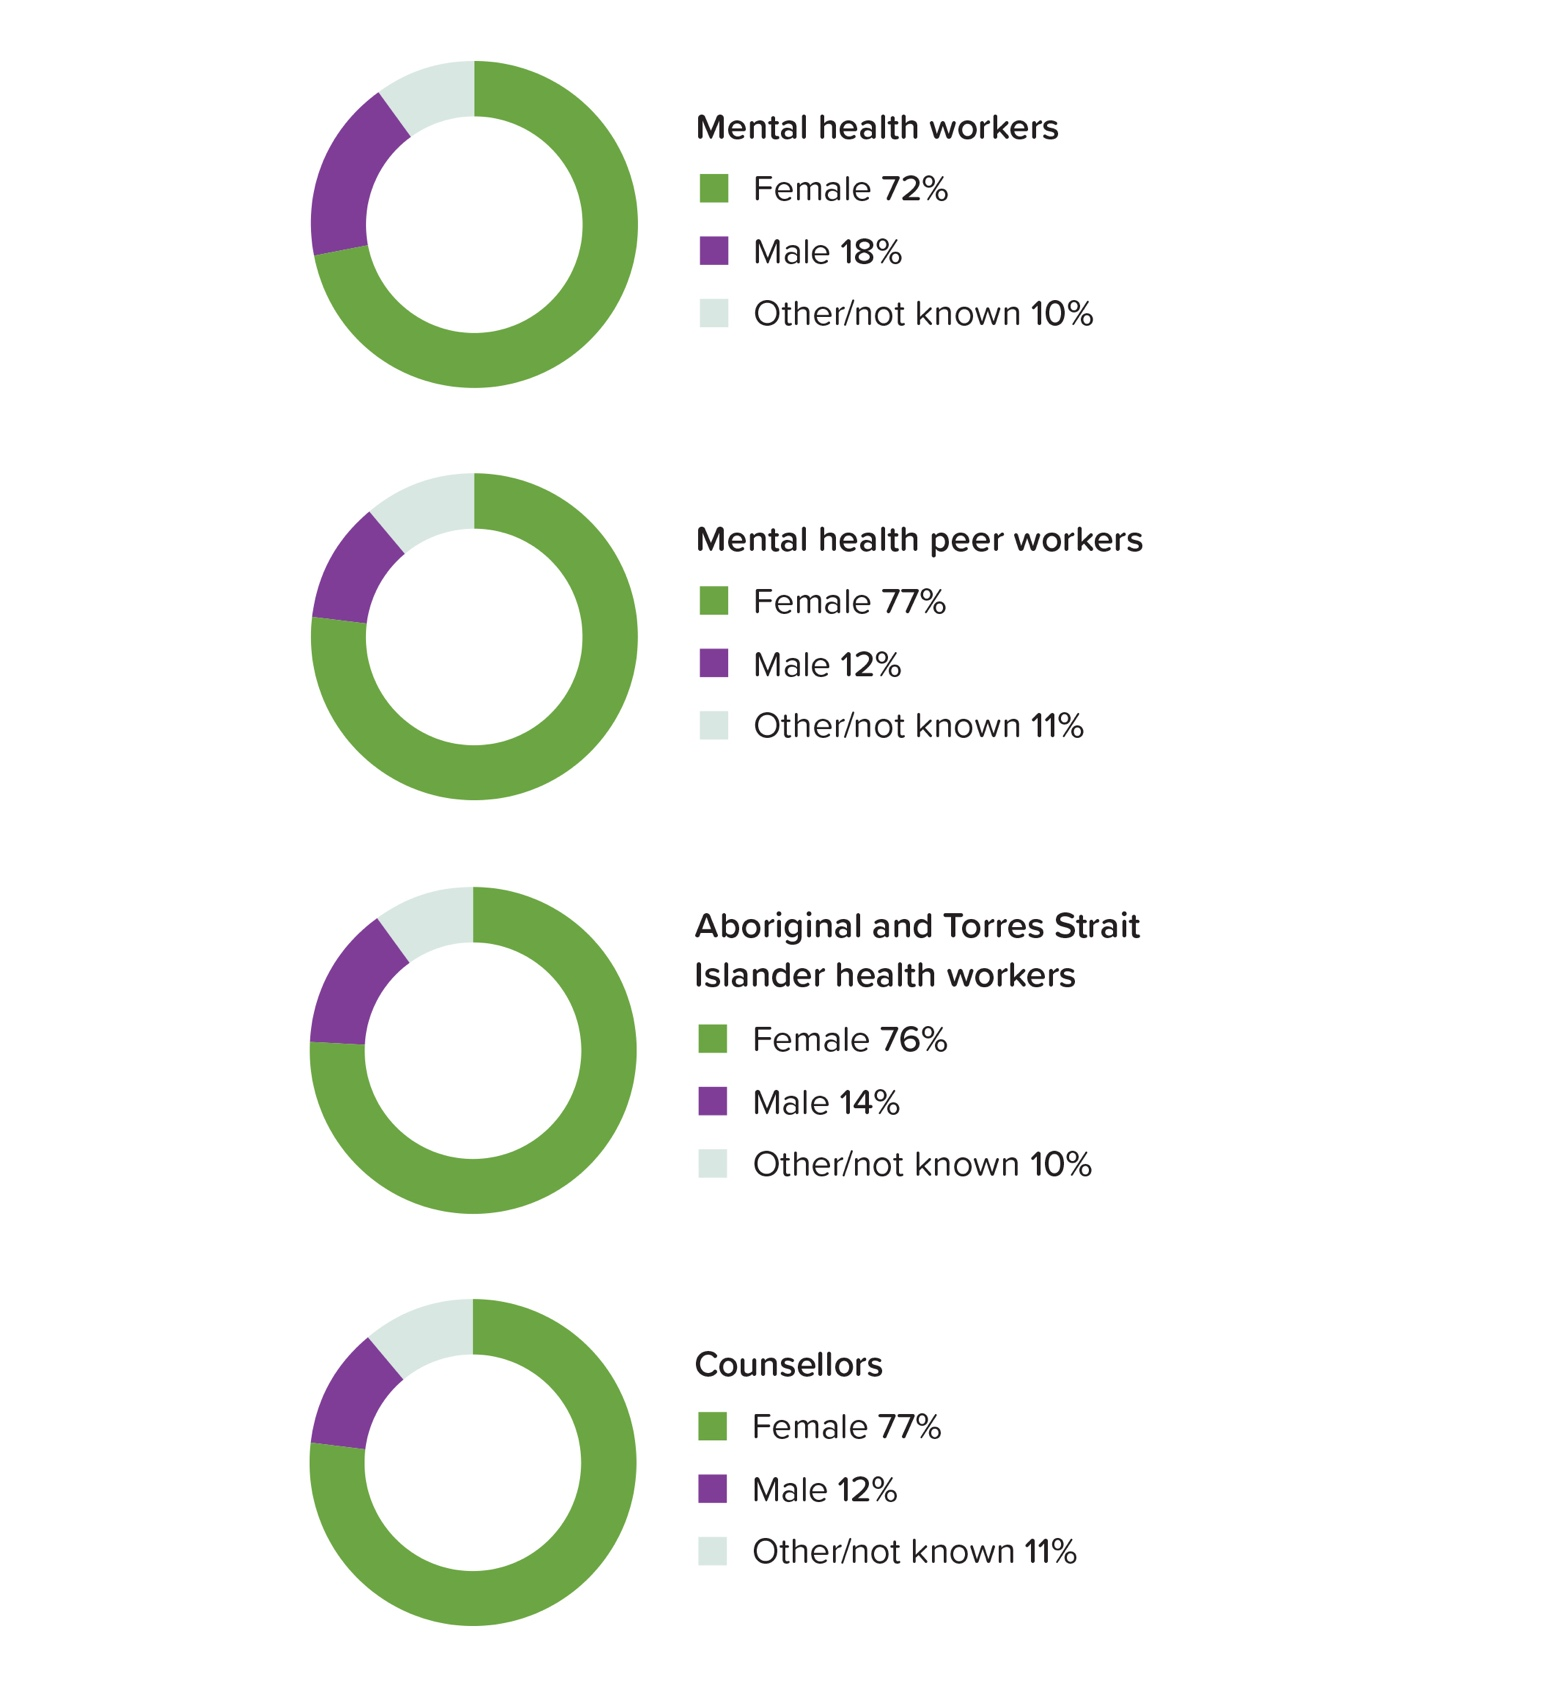 Mental health workers
Female 72%
Male 18%
Other/not known 10%
Mental health peer workers
Female 77%
Male 12%
Other/not known 11%
Aboriginal and Torres Strait
Islander health workers
Female 76%
Male 14%
Other/not known 10%
Counsellors
Female 77%
Male 12%
Other/not known 11%